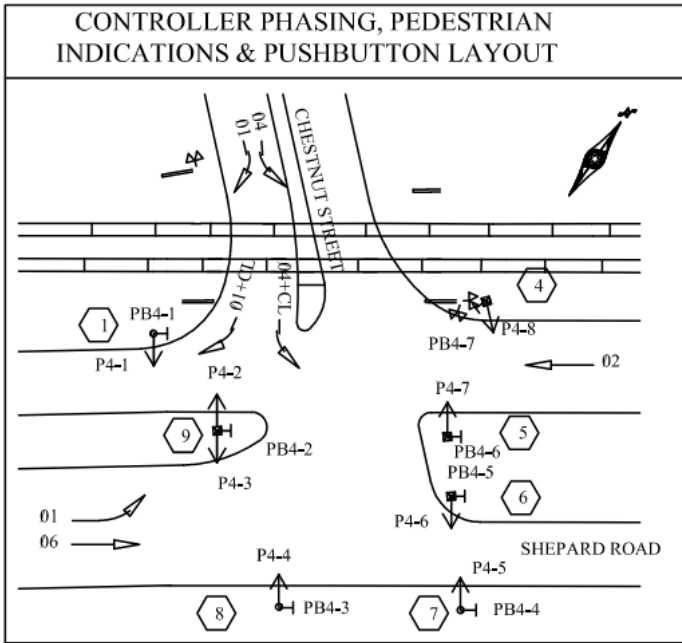 CONTROLLER PHASING, PEDESTRIAN
INDICATIONS & PUSHBUTTON LAYOUT
N
04
01
CHESTNUT STREET
01+CL
04+CL
4
1
PB4-1
P4-1
PB4-7
P4-8
02
P4-2
P4-7
9
5
PB4-2
PB4-6
P4-3
PB4-5
6
P4-6
01
06
SHEPARD ROAD
P4-4
P4-5
8
PB4-3
7
PB4-4